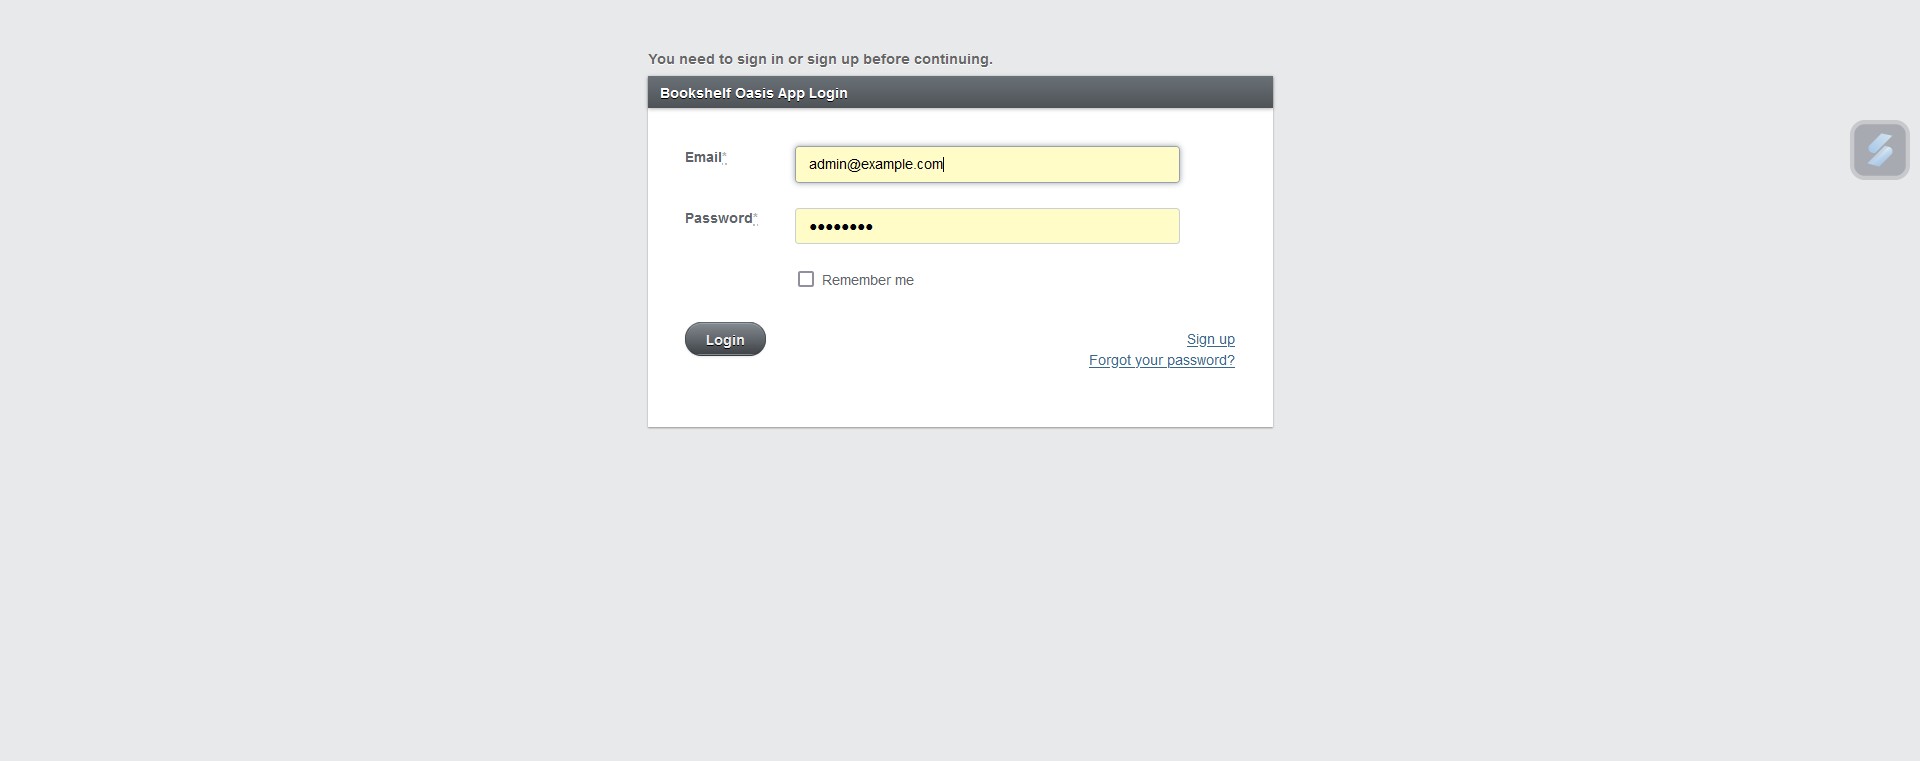 You need to sign in or sign up before continuing.
Bookshelf Oasis App Login
Email*
admin@example.com
Password*
••••••••
Remember me
Login
Sign up
Forgot your password?